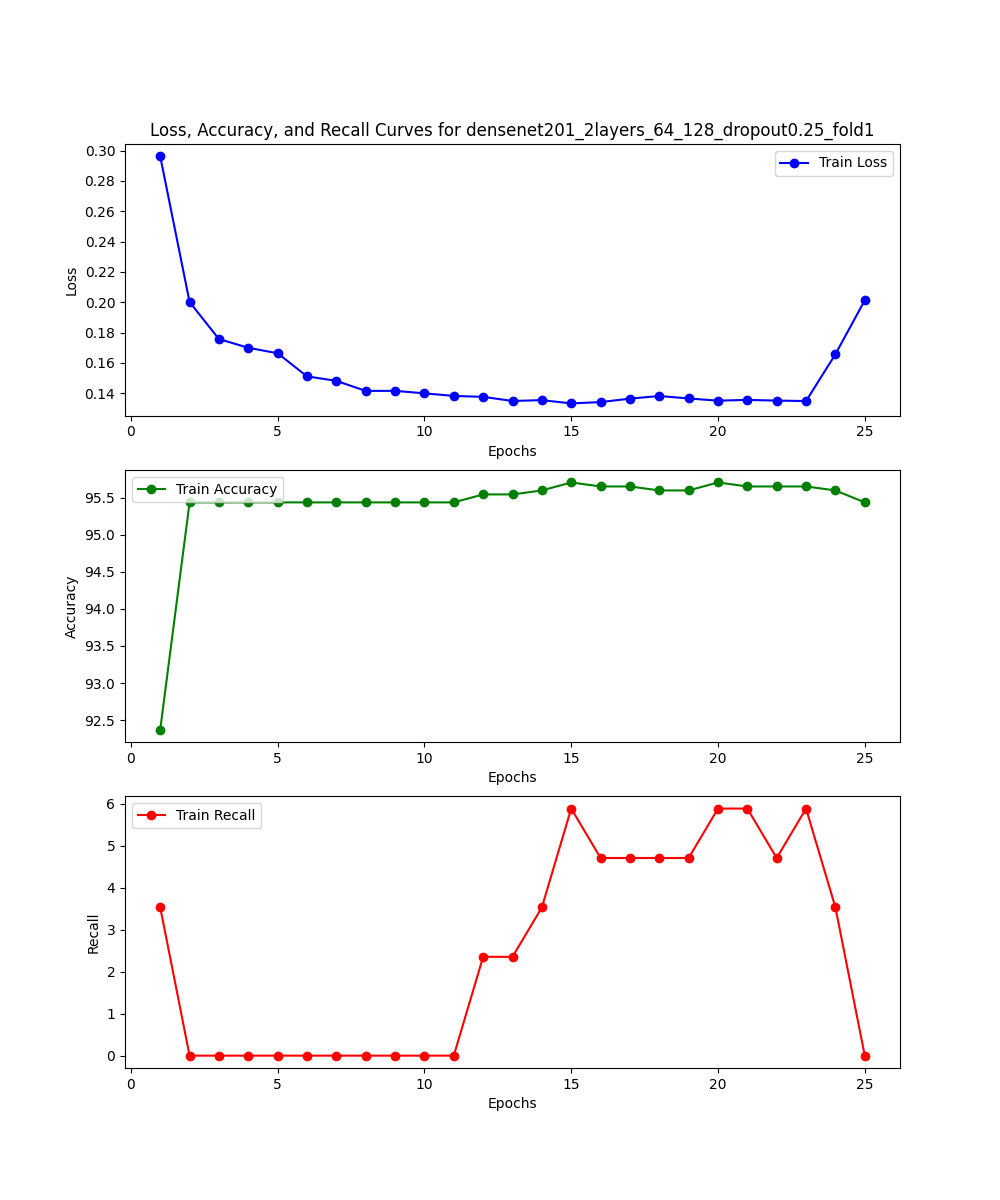 Loss, Accuracy, and Recall Curves for densenet201_2layers_64_128_dropout0.25_fold1
0.30
0.28
0.26
0.24
0.22
0.20
0.18
0.16
0.14
Loss
Train Loss
0 5 10 15 20 25
Epochs
95.5
95.0
94.5
94.0
93.5
93.0
92.5
Accuracy
Train Accuracy
0 5 10 15 20 25
Epochs
6
5
4
3
2
1
0
Recall
Train Recall
0 5 10 15 20 25
Epochs